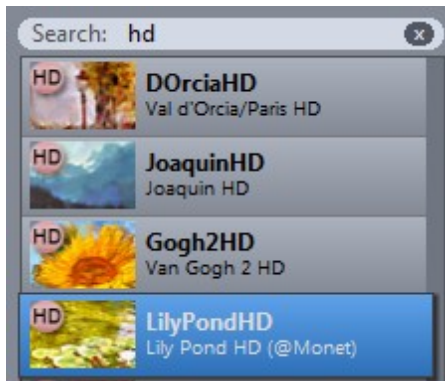 Search: hd
HD
DOrciaHD
Val d'Orcia/Paris HD
HD
JoaquinHD
Joaquin HD
HD
Gogh2HD
Van Gogh 2 HD
HD
LilyPondHD
Lily Pond HD (@Monet)